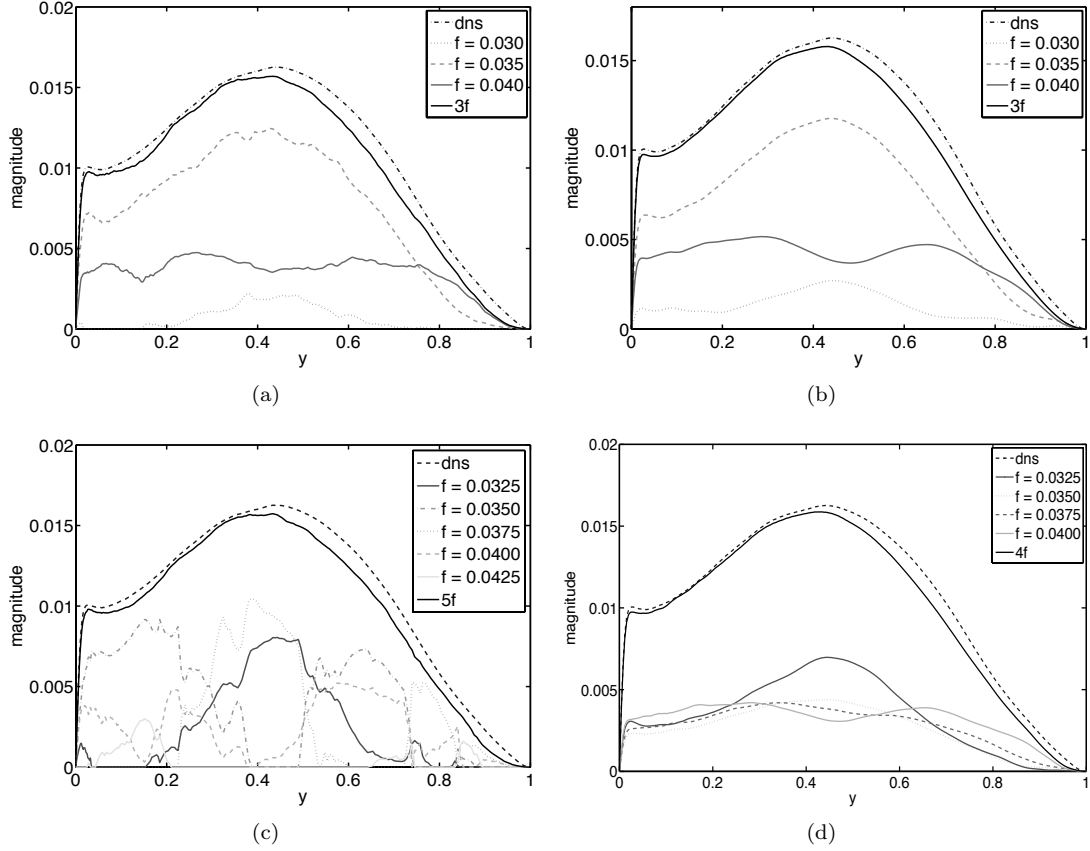 0.02
0.015
0.01
0.005
0
magnitude
0 0.2 0.4 0.6 0.8 1
y
dns
f = 0.030
f = 0.035
f = 0.040
3f
(a)
0.015
0.01
0.005
0
magnitude
0 0.2 0.4 0.6 0.8 1
y
dns
f = 0.030
f = 0.035
f = 0.040
3f
(b)
0.02
0.015
0.01
0.005
0
magnitude
0 0.2 0.4 0.6 0.8 1
y
dns
f = 0.0325
f = 0.0350
f = 0.0375
f = 0.0400
f = 0.0425
5f
(c)
0.02
0.015
0.01
0.005
0
magnitude
0 0.2 0.4 0.6 0.8 1
y
dns
f = 0.0325
f = 0.0350
f = 0.0375
f = 0.0400
4f
(d)